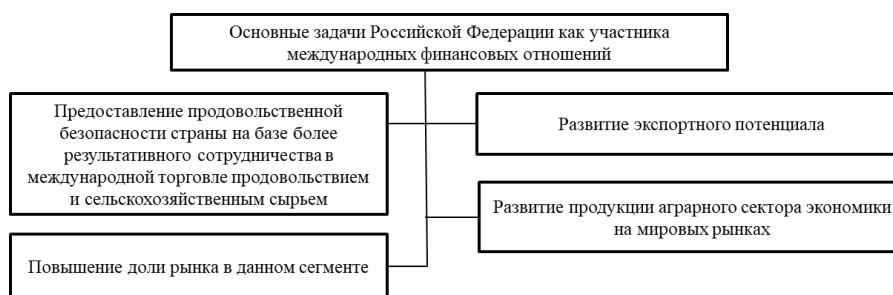 Основные задачи Российской Федерации как участника
международных финансовых отношений
Предоставление продовольственной
безопасности страны на базе более
результативного сотрудничества в
международной торговле продовольствием
и сельскохозяйственным сырьем
Развитие экспортного потенциала
Развитие продукции аграрного сектора экономики
на мировых рынках
Повышение доли рынка в данном сегменте